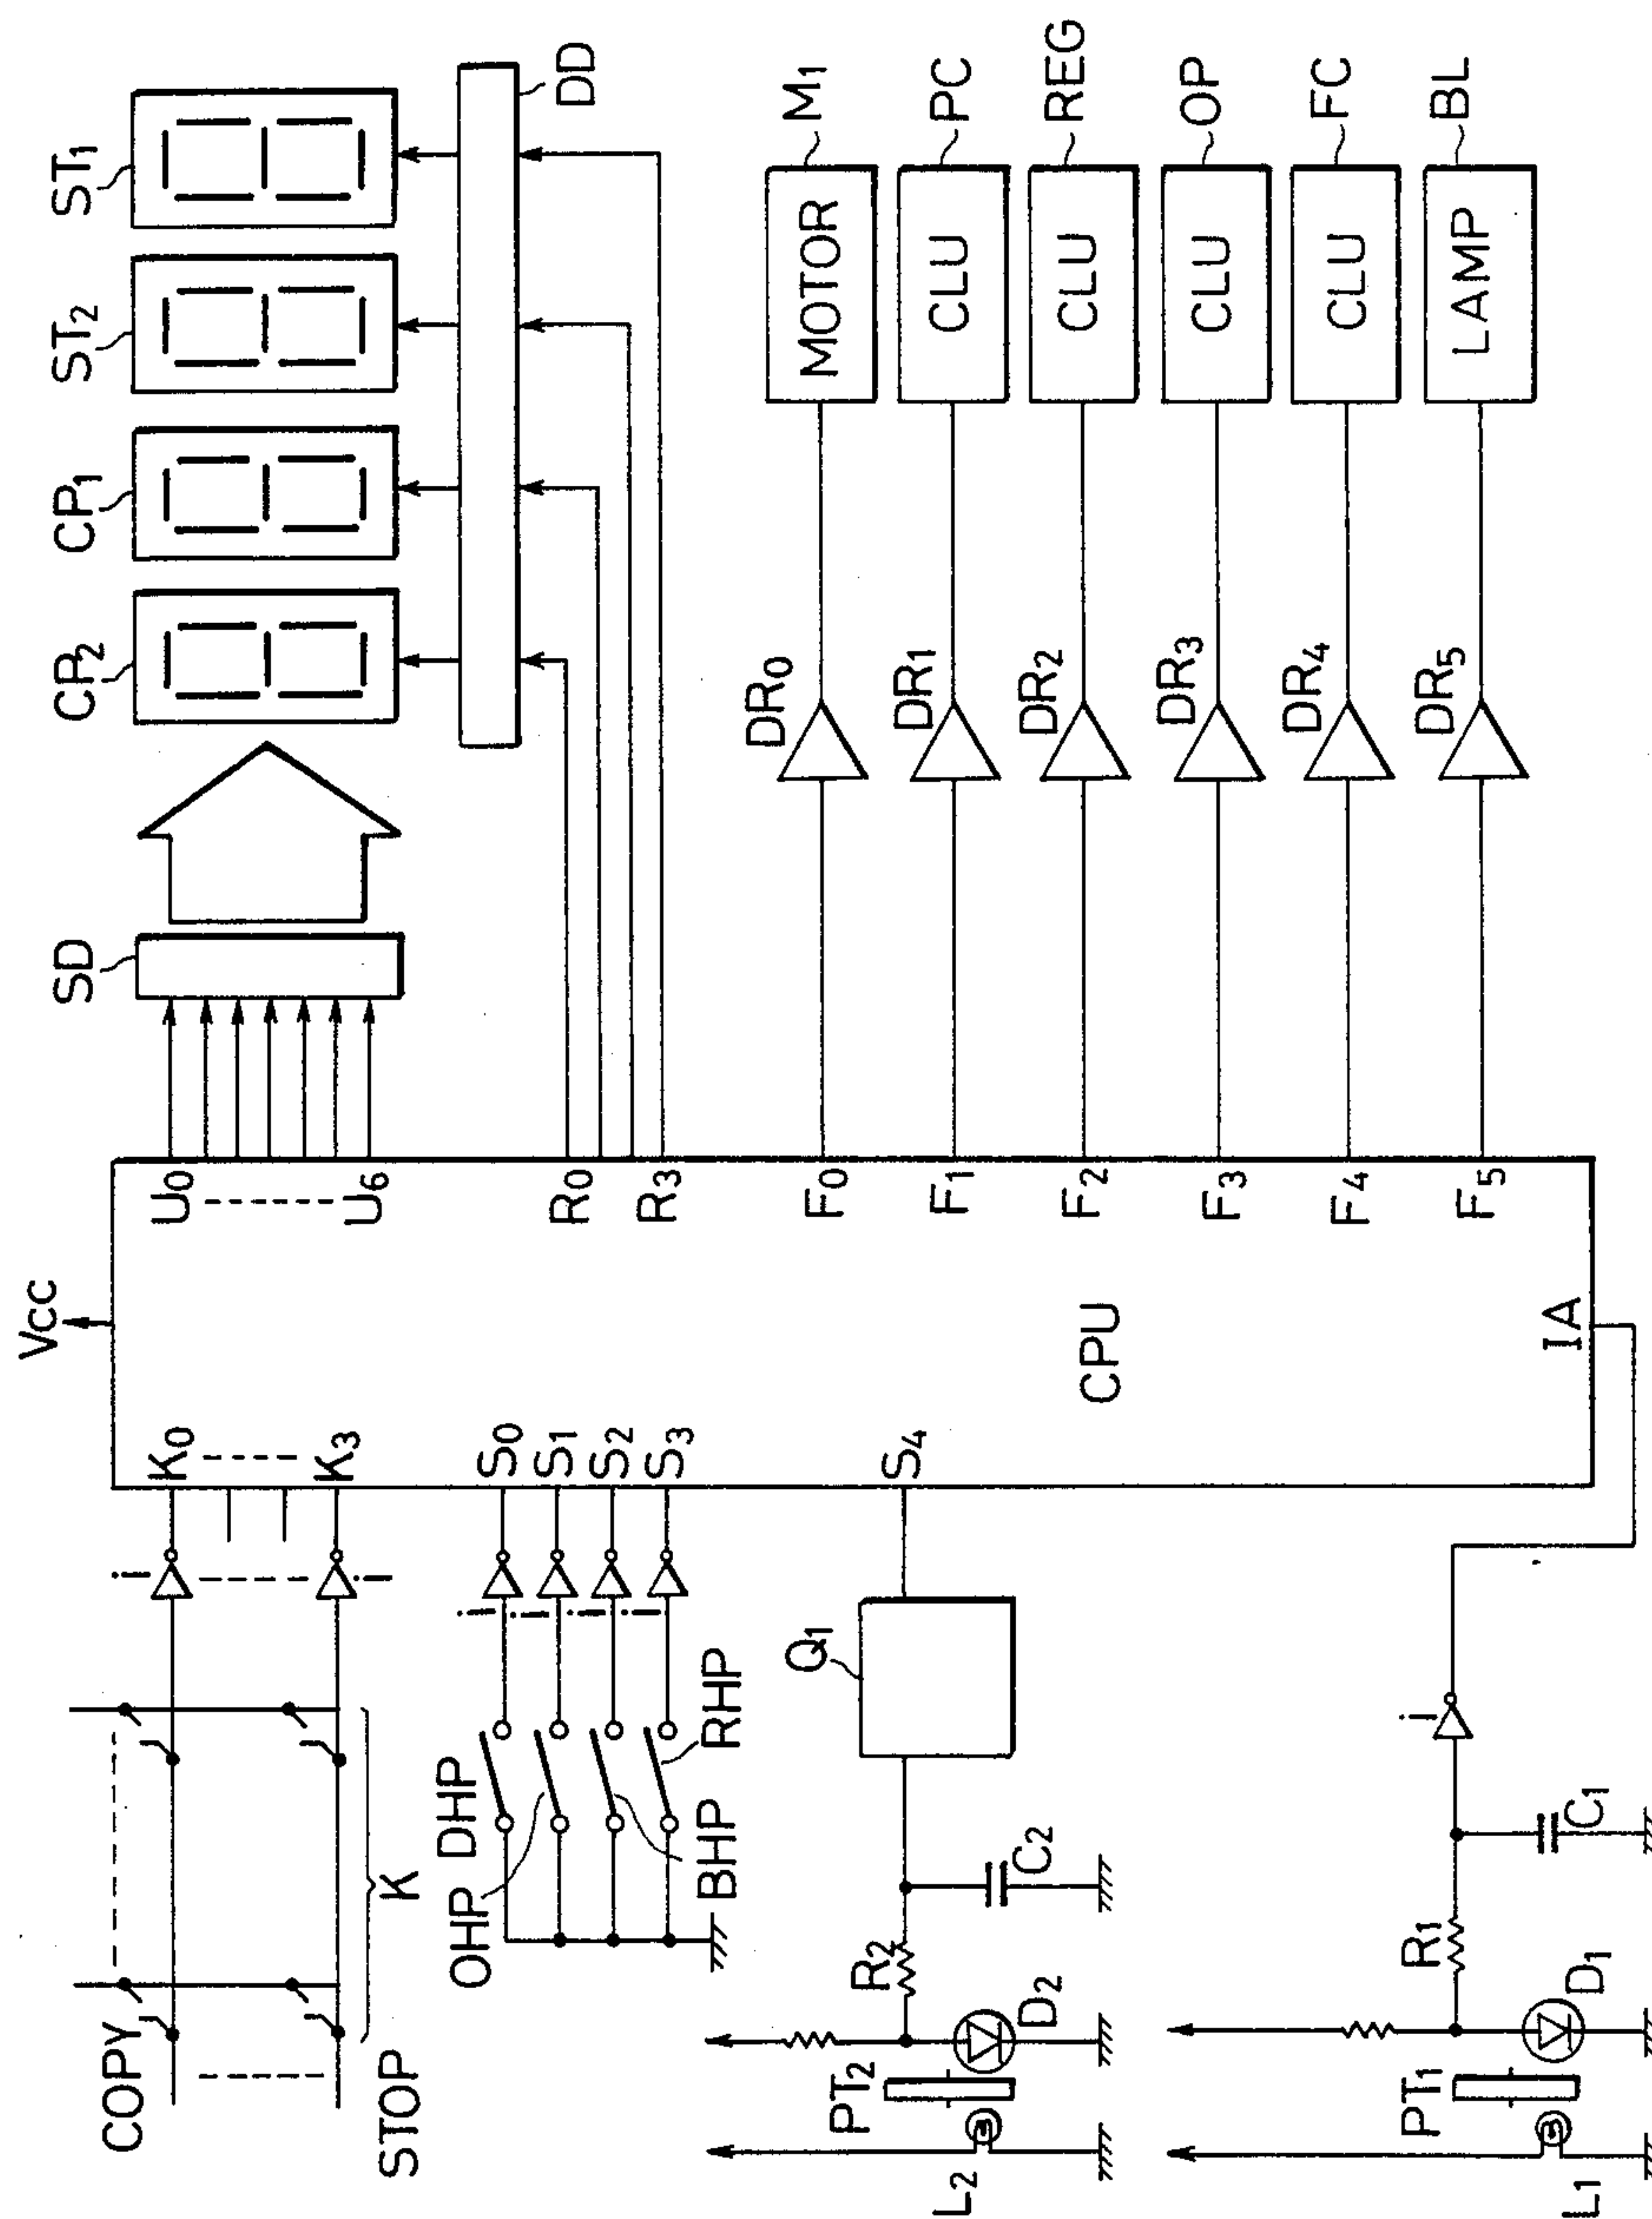 COPY
STOP
K
i
i
K0
K3
OHP
DHP
BHP
RHP
i
S0
S1
S2
S3
L2
PT2
D2
R2
C2
Q1
S4
L1
PT1
D1
R1
C1
i
IA
CPU
Vcc
U0
U6
SD
CP2
CP1
ST2
ST1
DD
R0
R3
F0
DR0
MOTOR
M1
F1
DR1
CLU
PC
F2
DR2
CLU
REG
F3
DR3
CLU
OP
F4
DR4
CLU
FC
F5
DR5
LAMP
BL